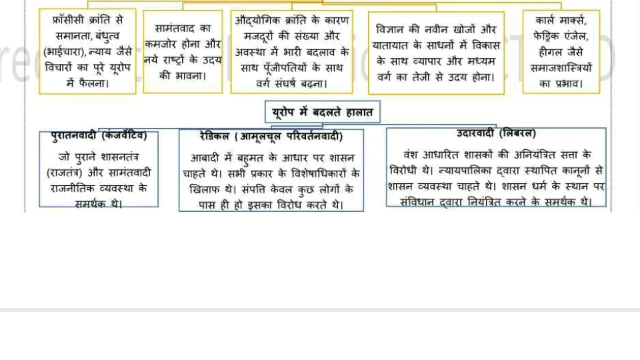 फ्रॉंसीसी क्रांति से
समानता, बंधुत्व
(भाईचारा), न्याय जैसे
विचारों का पूरे यूरोप
में फैलना।
सामंतवाद का
कमजोर होना और
नये राष्ट्रों के उदय
की भावना।
औद्योगिक क्रांति के कारण
मजदूरों की संख्या और
अवस्था में भारी बदलाव के
साथ पूँजीपतियों के साथ
वर्ग संघर्ष बढ़ना।
विज्ञान की नवीन खोजों और
यातायात के साधनों में विकास
के साथ व्यापार और मध्यम
वर्ग का तेजी से उदय होना।
कार्ल मार्क्स,
फेड्रिक एंजेल,
हीगल जैसे
समाजशास्त्रियों
का प्रभाव।
यूरोप में बदलते हालात
पुरातनवादी (कंजर्वेटिव)
जो पुराने शासनतंत्र
(राजतंत्र) और सामंतवादी
राजनीतिक व्यवस्था के
समर्थक थे।
रेडिकल ( आमूलचूल परिवर्तनवादी)
आबादी में बहुमत के आधार पर शासन
चाहते थे। सभी प्रकार के विशेषाधिकारों के
खिलाफ थे। संपत्ति केवल कुछ लोगों के
पास ही हो इसका विरोध करते थे।
उदारवादी (लिबरल)
वंश आधारित शासकों की अनियंत्रित सत्ता के
विरोधी थे। न्यायपालिका द्वारा स्थापित कानूनों से
शासन व्यवस्था चाहते थे। शासन धर्म के स्थान पर
संविधान द्वारा नियंत्रित करने के समर्थक थे।